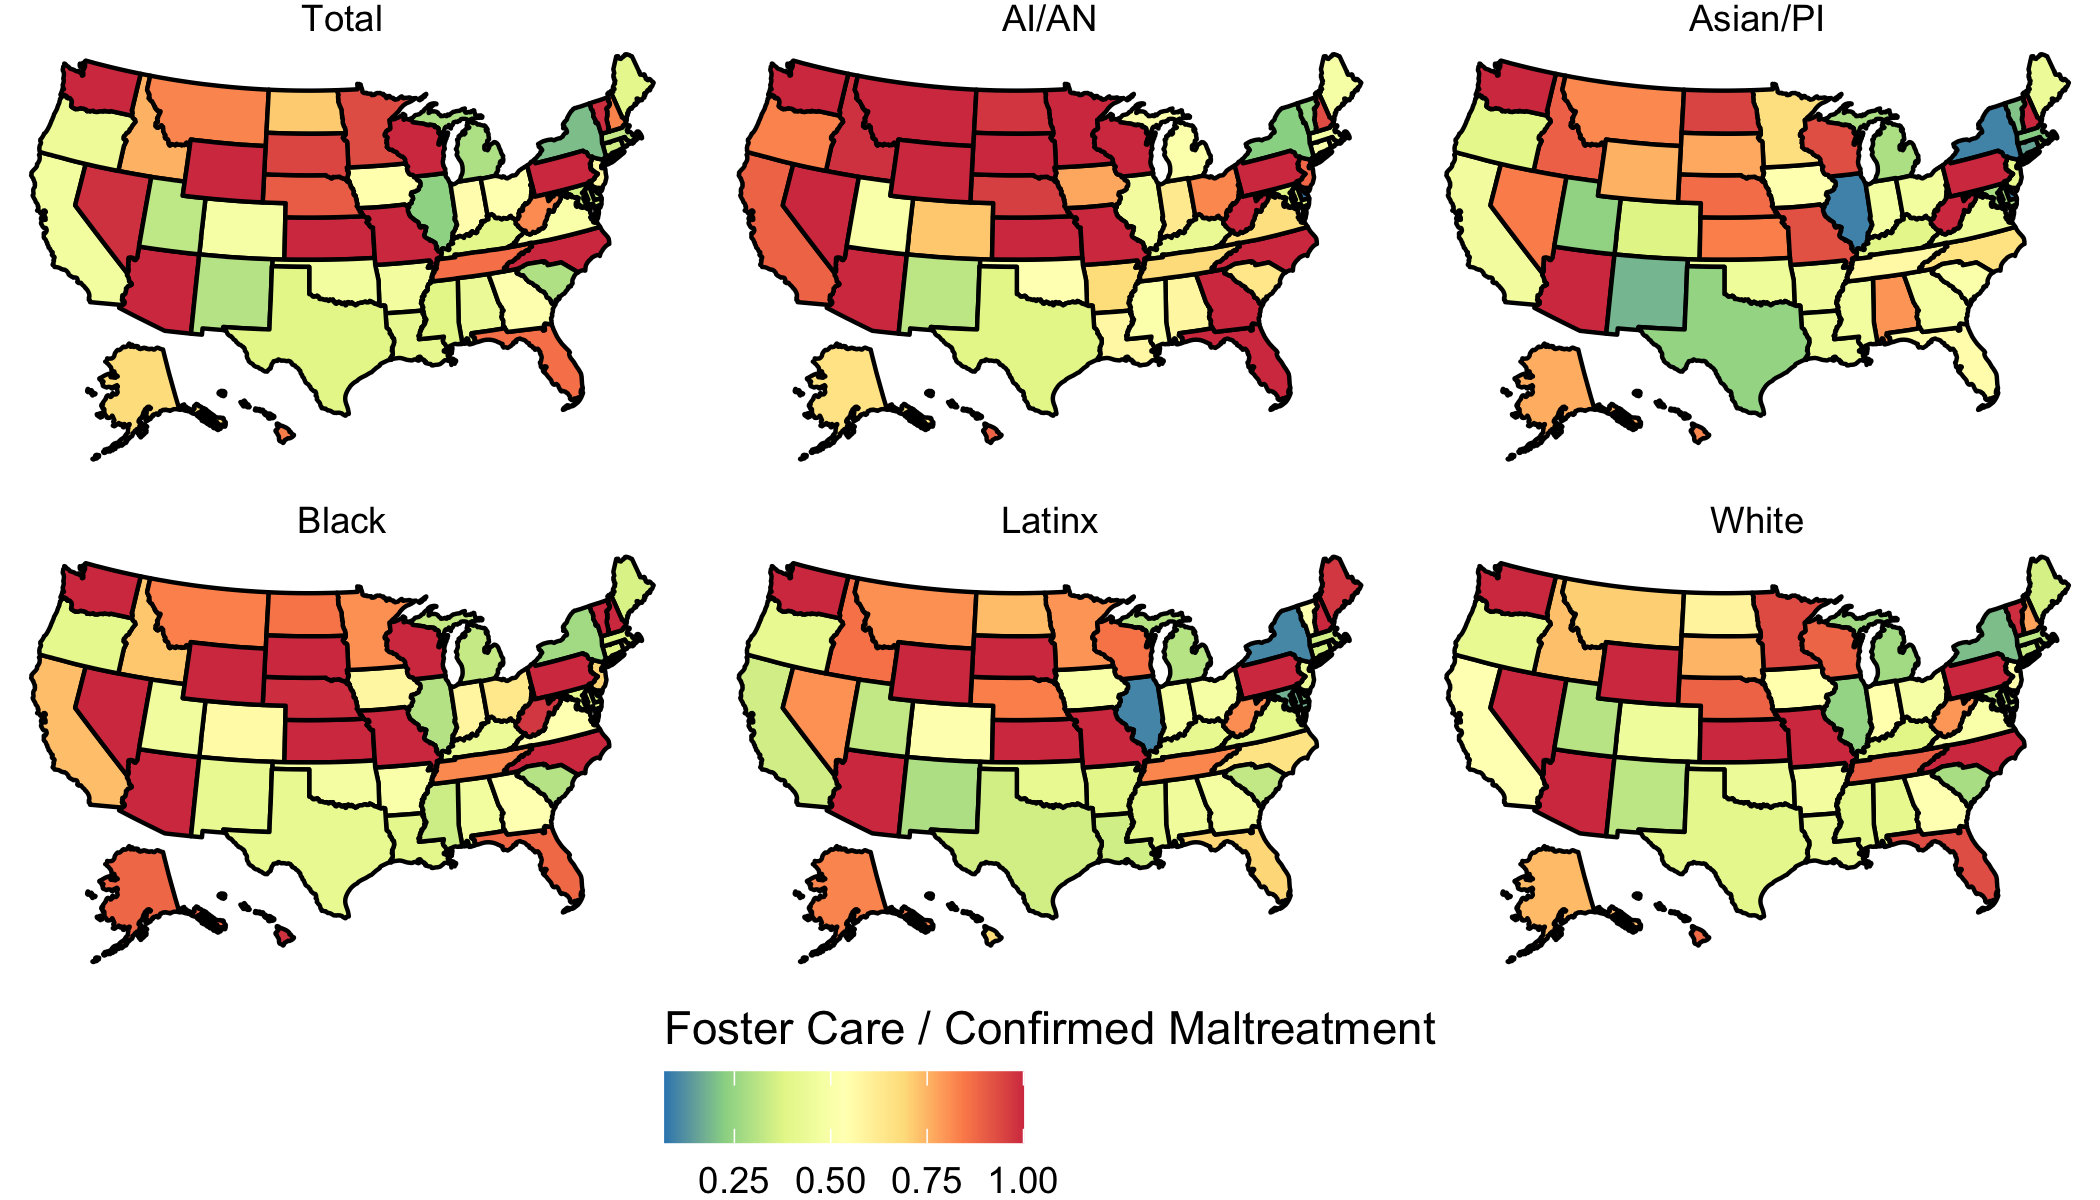 Total AI/AN Asian/PI
Black Latinx White
Foster Care / Confirmed Maltreatment
0.25 0.50 0.75 1.00